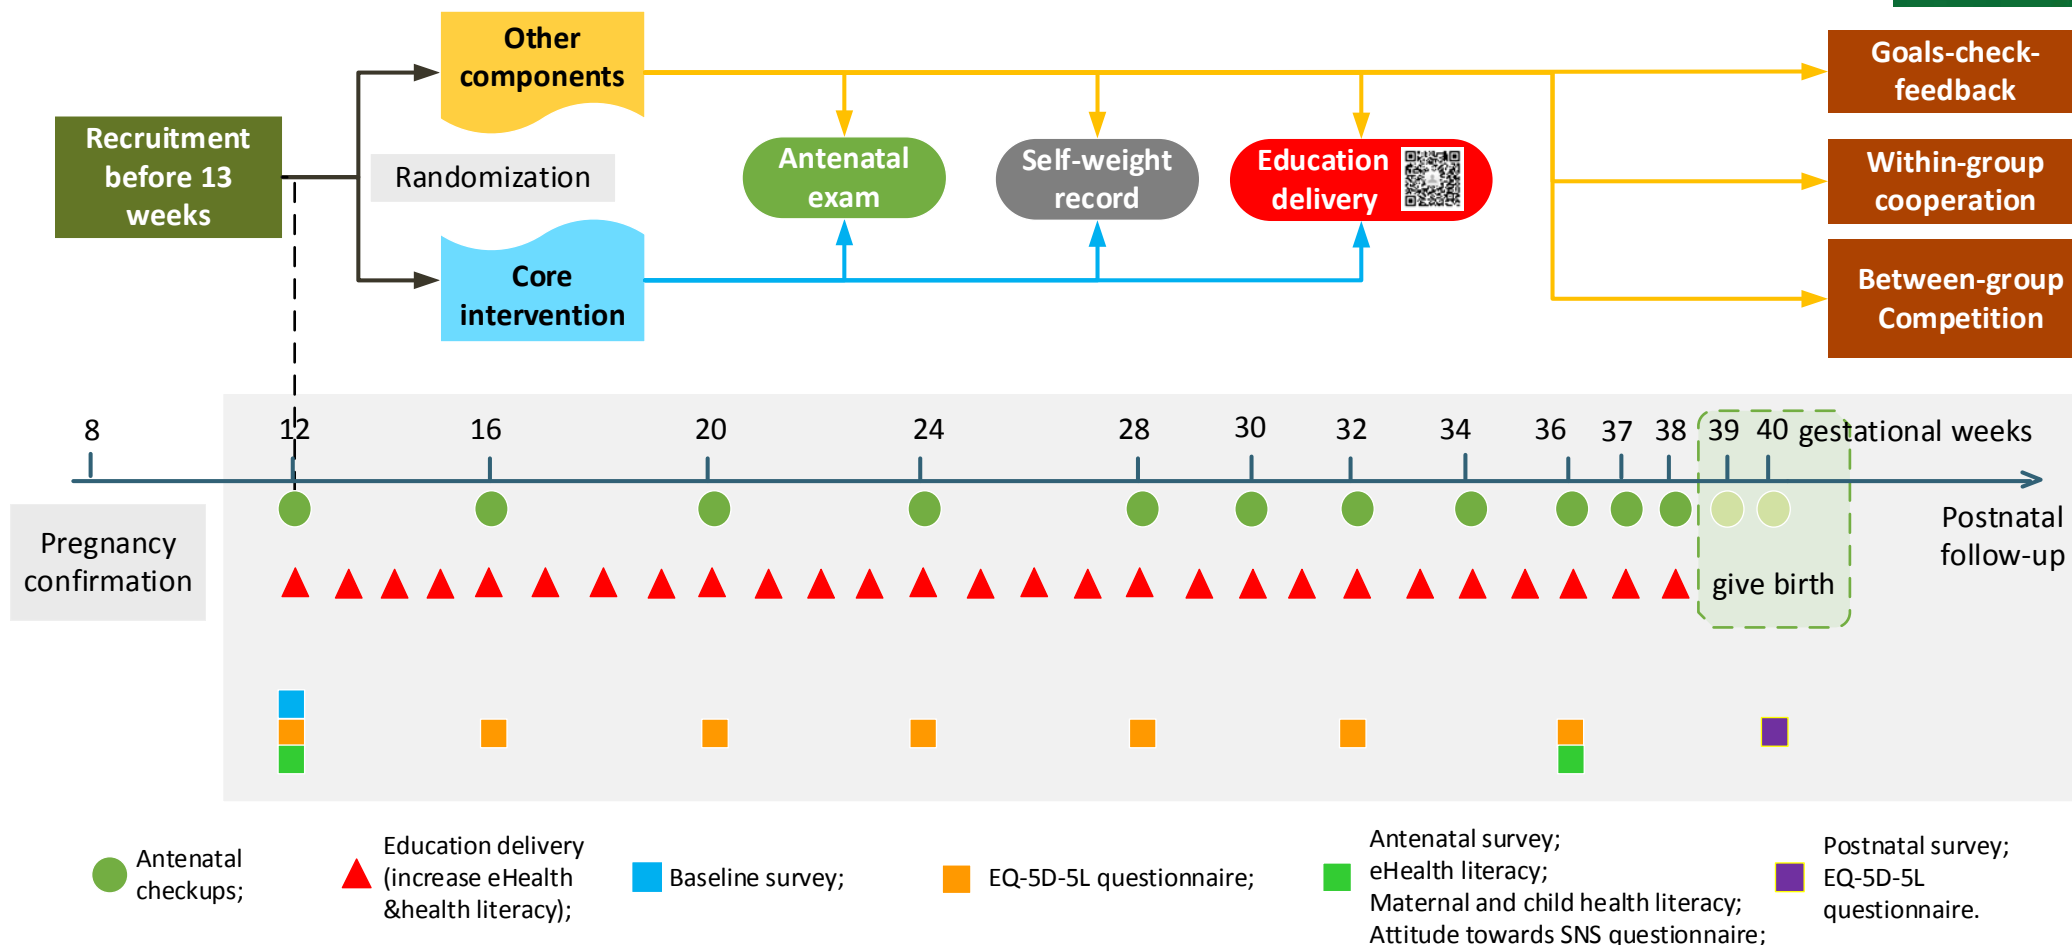 Other
components
Goals-check-
feedback
Recruitment
before 13
weeks
Randomization
Antenatal
exam
Self-weight
record
Education
delivery
Within-group
cooperation
Core
intervention
Between-group
Competition
8 12 16 20 24 28 30 32 34 36 37 38 39 40 gestational weeks
Pregnancy
confirmation
give birth
Postnatal
follow-up
Antenatal
checkups;
Education delivery
(increase eHealth
&health literacy);
Baseline survey;
EQ-5D-5L questionnaire;
Antenatal survey;
eHealth literacy;
Maternal and child health literacy;
Attitude towards SNS questionnaire;
Postnatal survey;
EQ-5D-5L
questionnaire.